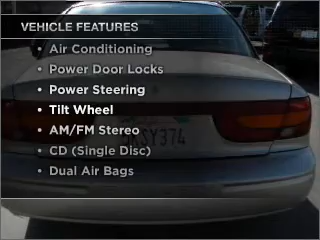 VEHICLE FEATURES
• Air Conditioning
• Power Door Locks
• Power Steering
• Tilt Wheel
• AM/FM Stereo
• CD (Single Disc)
• Dual Air Bags